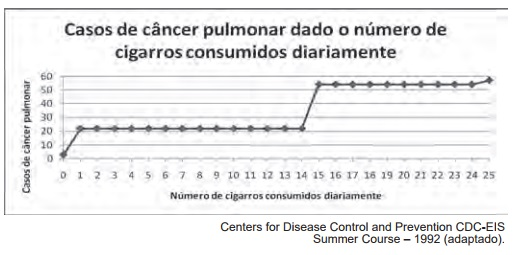 Casos de câncer pulmonar dado o número de
cigarros consumidos diariamente
Casos de câncer pulmonar
60
50
40
30
20
10
0
0 1 2 3 4 5 6 7 8 9 10 11 12 13 14 15 16 17 18 19 20 21 22 23 24 25
Número de cigarros consumidos diariamente
Centers for Disease Control and Prevention CDC-EIS
Summer Course – 1992 (adaptado).